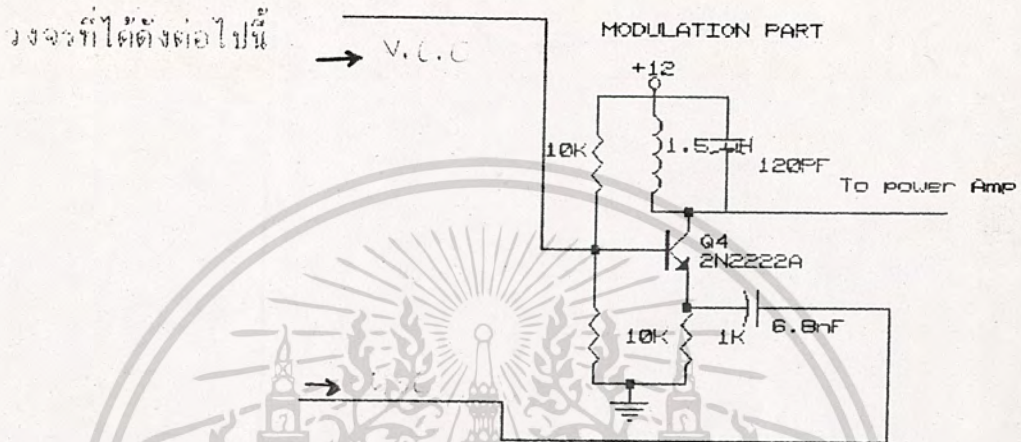 วงจรที่ได้ดังต่อไปนี้
MODULATION PART
V.C.C
+12
10K
1.5uH
120PF
To power Amp
Q4
2N2222A
10K
1K
6.8nF